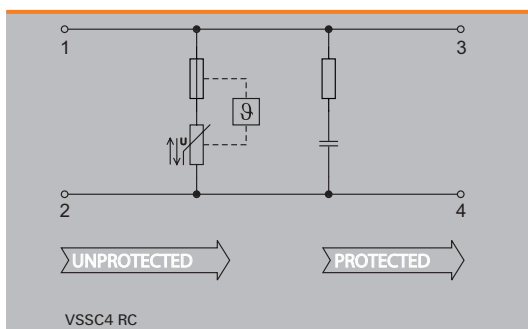 1 3
ϑ
U
2 4
UNPROTECTED PROTECTED
VSSC4 RC